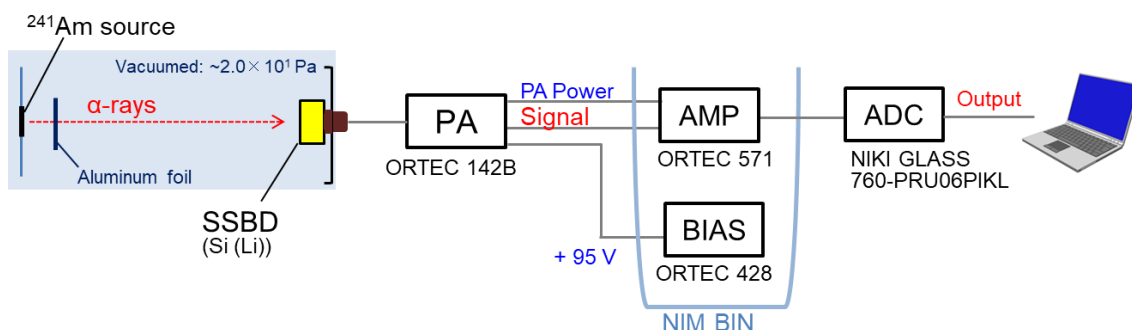 ²⁴¹Am source
Vacuumed: ~2.0×10¹ Pa
α-rays
Aluminum foil
SSBD
(Si (Li))
PA
ORTEC 142B
PA Power
Signal
+ 95 V
AMP
ORTEC 571
BIAS
ORTEC 428
NIM BIN
ADC
NIKI GLASS
760-PRU06PIKL
Output